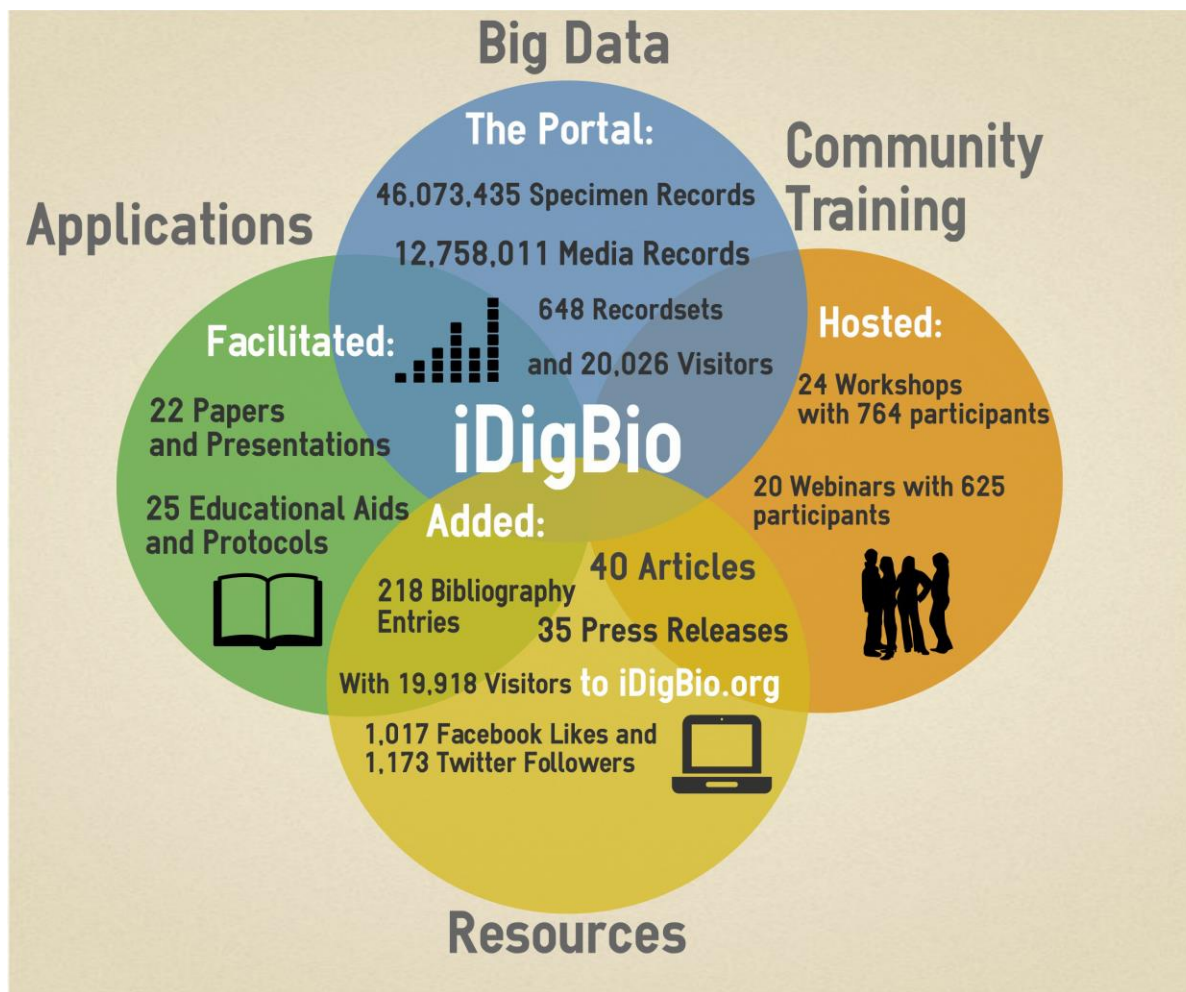 Big Data
The Portal:
46,073,435 Specimen Records
12,758,011 Media Records
648 Recordsets
and 20,026 Visitors
Applications
Facilitated:
22 Papers
and Presentations
25 Educational Aids
and Protocols
iDigBio
Community
Training
Hosted:
24 Workshops
with 764 participants
20 Webinars with 625
participants
Added:
40 Articles
218 Bibliography
Entries
35 Press Releases
With 19,918 Visitors to iDigBio.org
1,017 Facebook Likes and
1,173 Twitter Followers
Resources